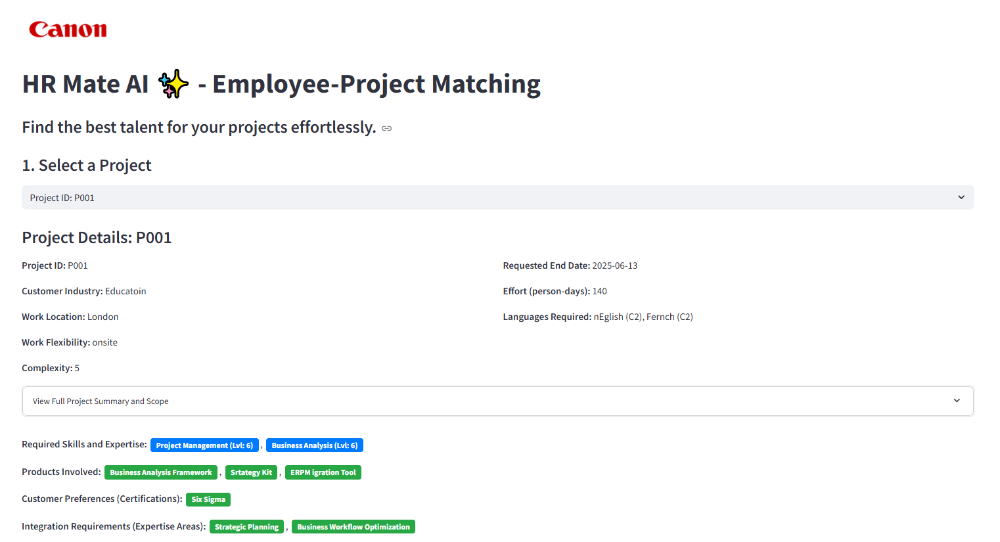 Canon
HR Mate AI ✨ - Employee-Project Matching
Find the best talent for your projects effortlessly.
1. Select a Project
Project ID: P001
Project Details: P001
Project ID: P001
Customer Industry: Educatoin
Work Location: London
Work Flexibility: onsite
Complexity: 5
Requested End Date: 2025-06-13
Effort (person-days): 140
Languages Required: nEglish (C2), Fernch (C2)
View Full Project Summary and Scope
Required Skills and Expertise: Project Management (Lvl: 6) , Business Analysis (Lvl: 6)
Products Involved: Business Analysis Framework , Srtategy Kit , ERPM igration Tool
Customer Preferences (Certifications): Six Sigma
Integration Requirements (Expertise Areas): Strategic Planning , Business Workflow Optimization